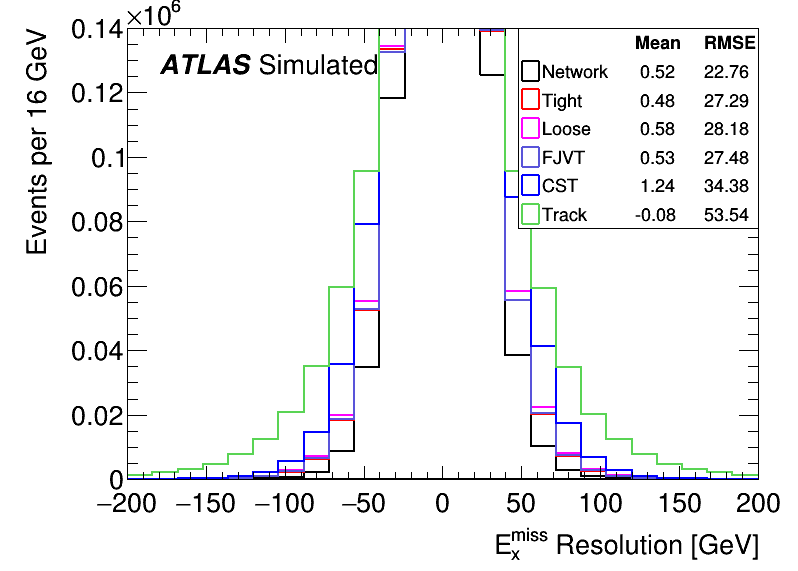 ×10⁶
Events per 16 GeV
0.14
0.12
0.1
0.08
0.06
0.04
0.02
0
ATLAS Simulated
Mean RMSE
Network 0.52 22.76
Tight 0.48 27.29
Loose 0.58 28.18
FJVT 0.53 27.48
CST 1.24 34.38
Track -0.08 53.54
−200 −150 −100 −50 0 50 100 150 200
E_x^miss Resolution [GeV]